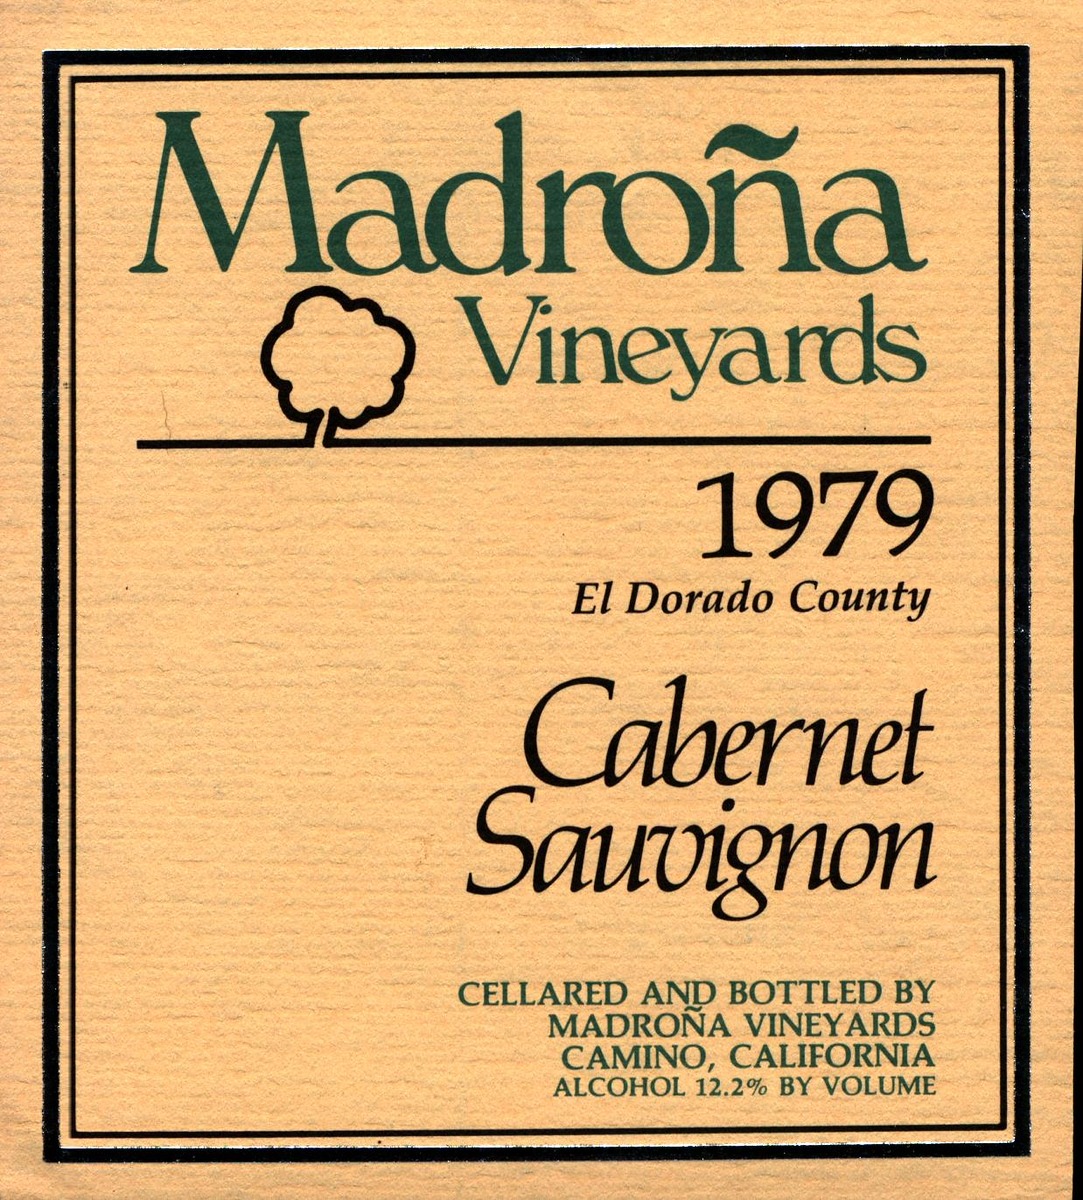 Madroña
Vineyards
1979
El Dorado County
Cabernet
Sauvignon
CELLARED AND BOTTLED BY
MADROÑA VINEYARDS
CAMINO, CALIFORNIA
ALCOHOL 12.2% BY VOLUME